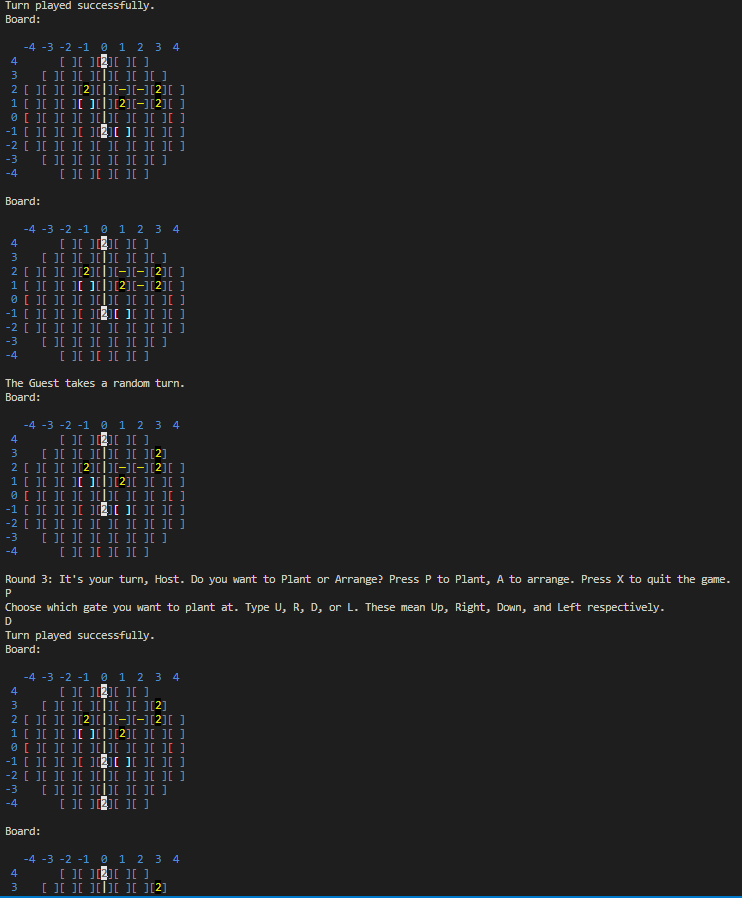 Turn played successfully.
Board:
-4 -3 -2 -1 0 1 2 3 4
4 [ ][ ][2][ ][ ]
3 [ ][ ][ ][|][ ][ ][ ]
2 [ ][ ][ ][2][|][—][—][2][ ]
1 [ ][ ][ ][ ][|][2][—][2][ ]
0 [ ][ ][ ][ ][|][ ][ ][ ][ ]
-1 [ ][ ][ ][ ][2][ ][ ][ ][ ]
-2 [ ][ ][ ][ ][ ][ ][ ][ ][ ]
-3 [ ][ ][ ][ ][ ][ ][ ]
-4 [ ][ ][ ][ ][ ]
Board:
-4 -3 -2 -1 0 1 2 3 4
4 [ ][ ][2][ ][ ]
3 [ ][ ][ ][|][ ][ ][ ]
2 [ ][ ][ ][2][|][—][—][2][ ]
1 [ ][ ][ ][ ][|][2][—][2][ ]
0 [ ][ ][ ][ ][|][ ][ ][ ][ ]
-1 [ ][ ][ ][ ][2][ ][ ][ ][ ]
-2 [ ][ ][ ][ ][ ][ ][ ][ ][ ]
-3 [ ][ ][ ][ ][ ][ ][ ]
-4 [ ][ ][ ][ ][ ]
The Guest takes a random turn.
Board:
-4 -3 -2 -1 0 1 2 3 4
4 [ ][ ][2][ ][ ]
3 [ ][ ][ ][|][ ][ ][2]
2 [ ][ ][ ][2][|][—][—][2][ ]
1 [ ][ ][ ][ ][|][2][ ][ ][ ]
0 [ ][ ][ ][ ][|][ ][ ][ ][ ]
-1 [ ][ ][ ][ ][2][ ][ ][ ][ ]
-2 [ ][ ][ ][ ][ ][ ][ ][ ][ ]
-3 [ ][ ][ ][ ][ ][ ][ ]
-4 [ ][ ][ ][ ][ ]
Round 3: It's your turn, Host. Do you want to Plant or Arrange? Press P to Plant, A to arrange. Press X to quit the game.
P
Choose which gate you want to plant at. Type U, R, D, or L. These mean Up, Right, Down, and Left respectively.
D
Turn played successfully.
Board:
-4 -3 -2 -1 0 1 2 3 4
4 [ ][ ][2][ ][ ]
3 [ ][ ][ ][|][ ][ ][2]
2 [ ][ ][ ][2][|][—][—][2][ ]
1 [ ][ ][ ][ ][|][2][ ][ ][ ]
0 [ ][ ][ ][ ][|][ ][ ][ ][ ]
-1 [ ][ ][ ][ ][2][ ][ ][ ][ ]
-2 [ ][ ][ ][ ][|][ ][ ][ ][ ]
-3 [ ][ ][ ][|][ ][ ][ ]
-4 [ ][ ][2][ ][ ]
Board:
-4 -3 -2 -1 0 1 2 3 4
4 [ ][ ][2][ ][ ]
3 [ ][ ][ ][|][ ][ ][2]